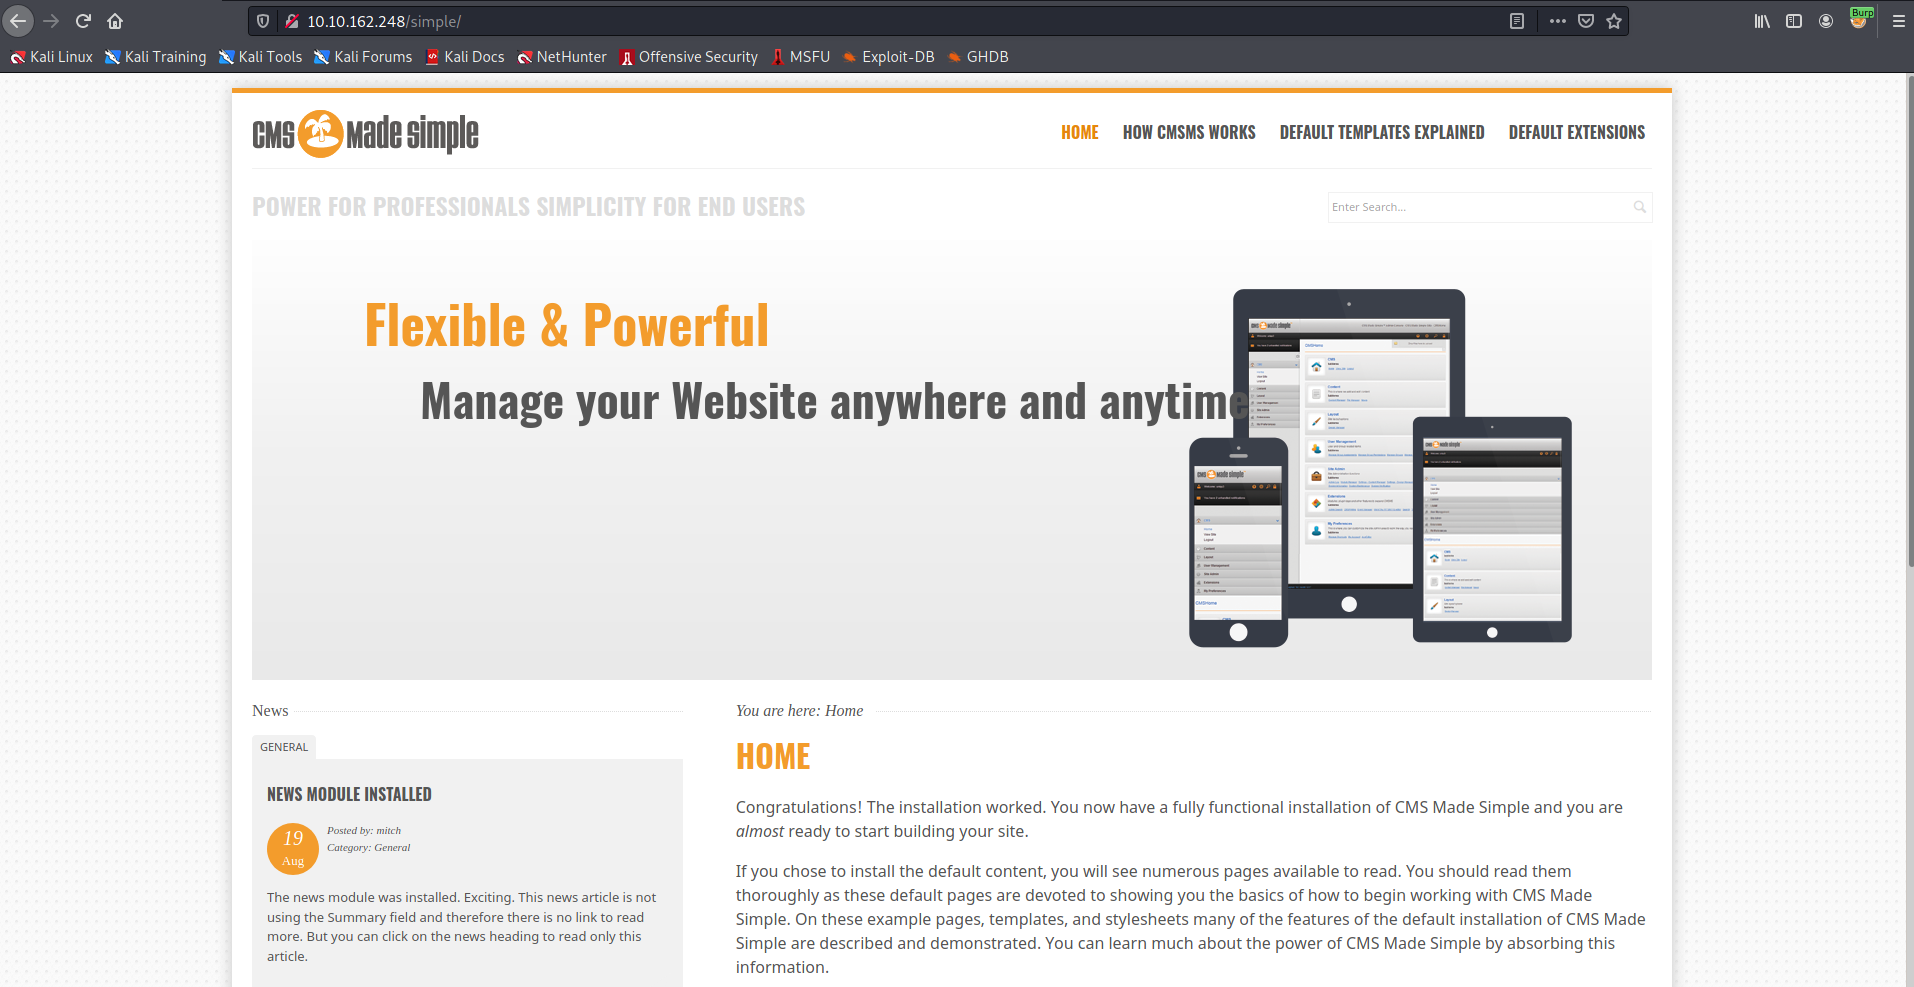 10.10.162.248/simple/
Burp
Kali Linux Kali Training Kali Tools Kali Forums Kali Docs NetHunter Offensive Security MSFU Exploit-DB GHDB
CMS Made simple
HOME HOW CMSMS WORKS DEFAULT TEMPLATES EXPLAINED DEFAULT EXTENSIONS
POWER FOR PROFESSIONALS SIMPLICITY FOR END USERS
Enter Search...
Flexible & Powerful
Manage your Website anywhere and anytime
News
GENERAL
NEWS MODULE INSTALLED
19
Aug
Posted by: mitch
Category: General
The news module was installed. Exciting. This news article is not
using the Summary field and therefore there is no link to read
more. But you can click on the news heading to read only this
article.
You are here: Home
HOME
Congratulations! The installation worked. You now have a fully functional installation of CMS Made Simple and you are
almost ready to start building your site.
If you chose to install the default content, you will see numerous pages available to read. You should read them
thoroughly as these default pages are devoted to showing you the basics of how to begin working with CMS Made
Simple. On these example pages, templates, and stylesheets many of the features of the default installation of CMS Made
Simple are described and demonstrated. You can learn much about the power of CMS Made Simple by absorbing this
information.